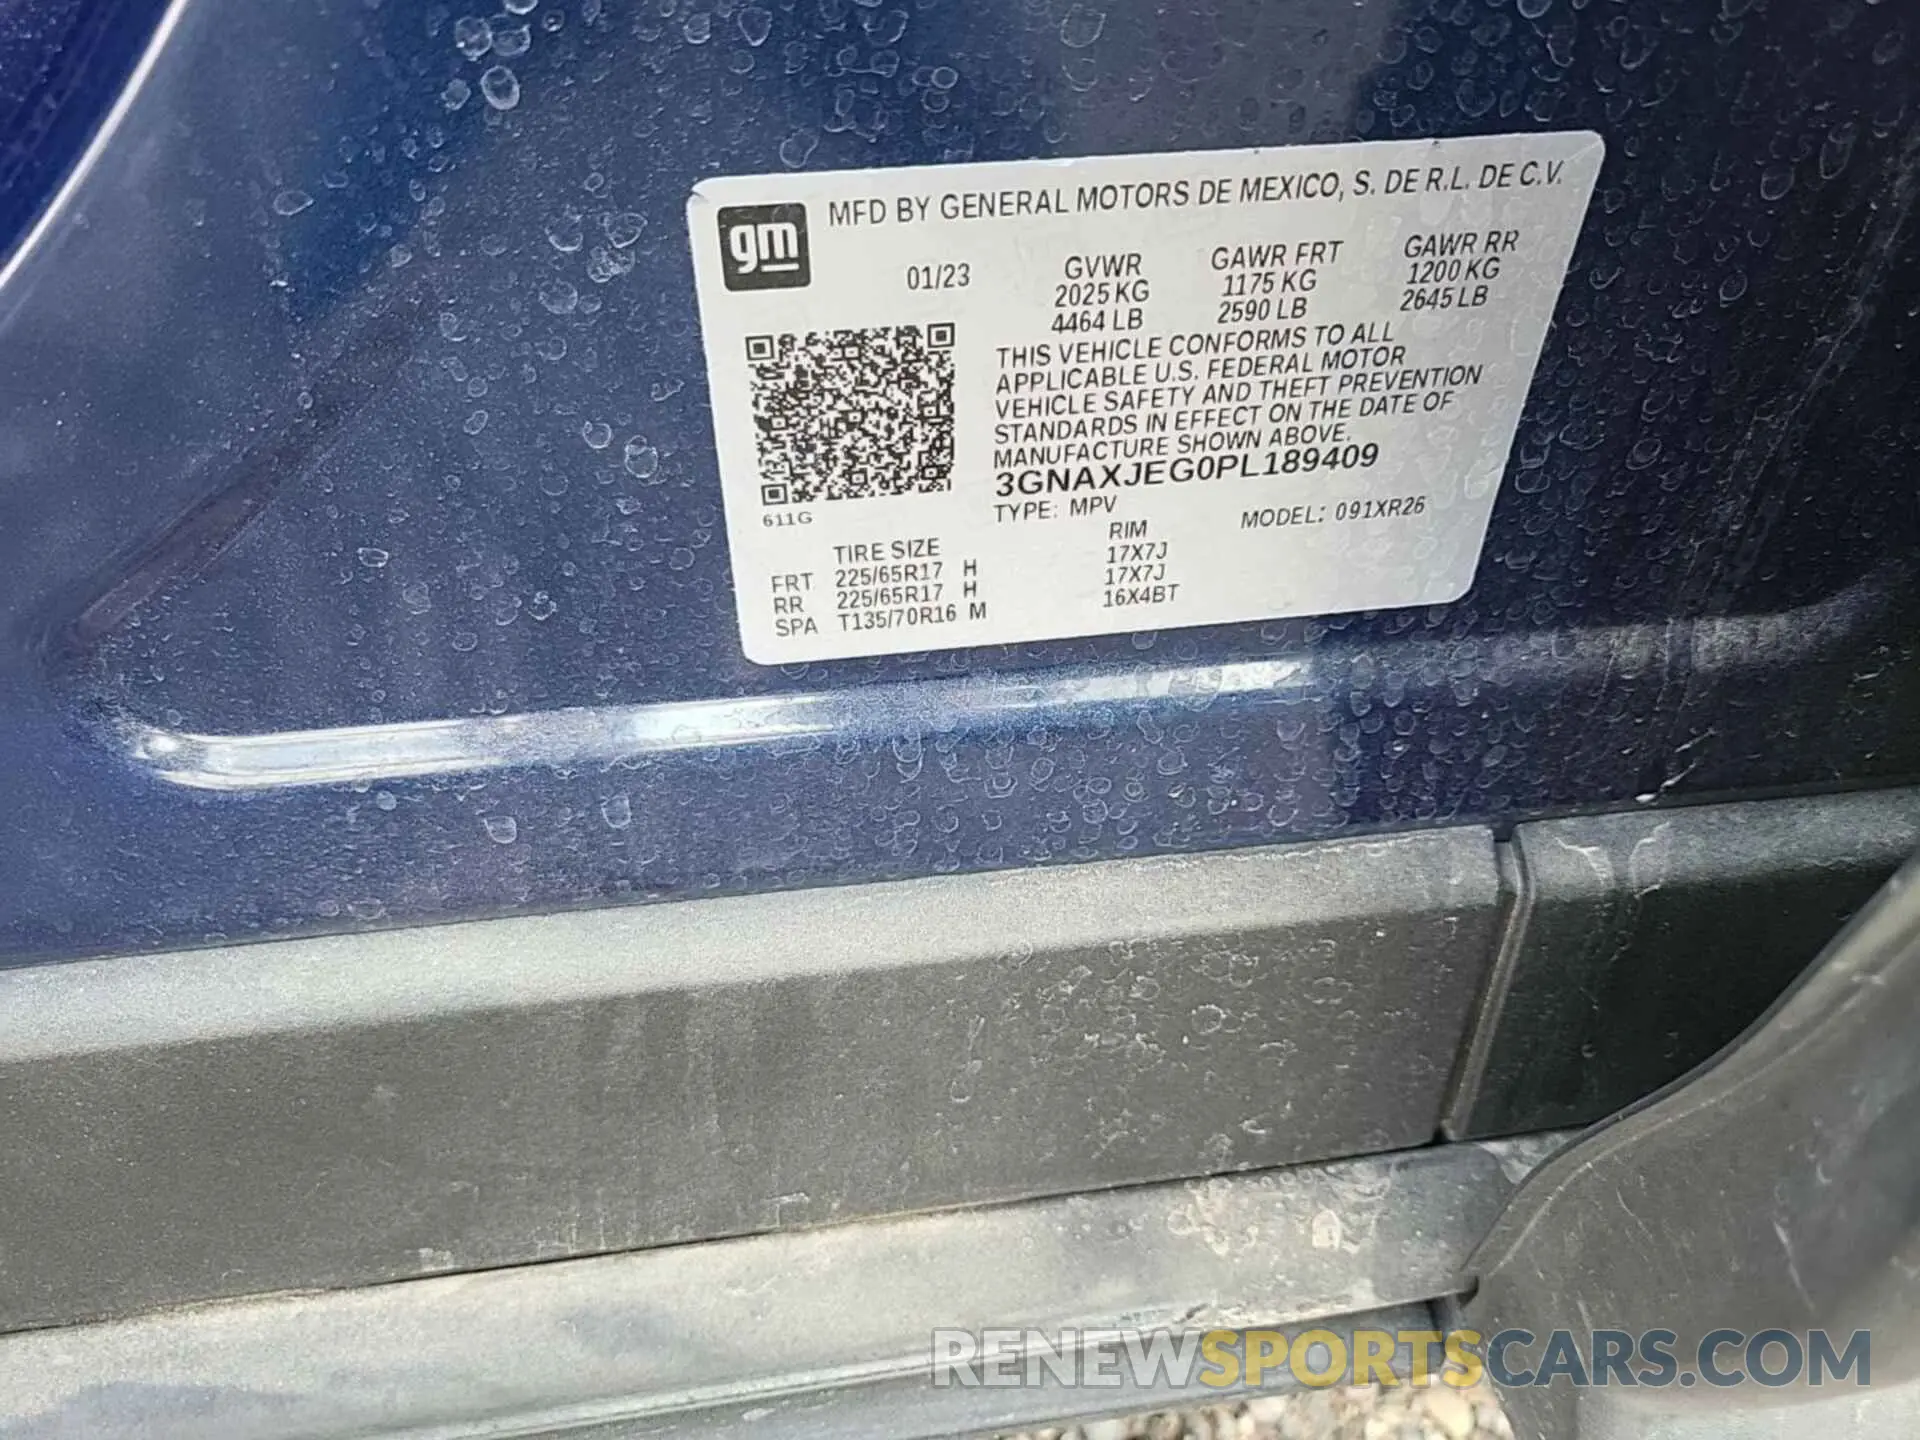 gm
MFD BY GENERAL MOTORS DE MEXICO, S. DE R.L. DE C.V.
01/23
GVWR GAWR FRT GAWR RR
2025 KG 1175 KG 1200 KG
4464 LB 2590 LB 2645 LB
THIS VEHICLE CONFORMS TO ALL
APPLICABLE U.S. FEDERAL MOTOR
VEHICLE SAFETY AND THEFT PREVENTION
STANDARDS IN EFFECT ON THE DATE OF
MANUFACTURE SHOWN ABOVE.
3GNAXJEG0PL189409
611G
TYPE: MPV MODEL: 091XR26
TIRE SIZE RIM
FRT 225/65R17 H 17X7J
RR 225/65R17 H 17X7J
SPA T135/70R16 M 16X4BT
RENEWSPORTSCARS.COM